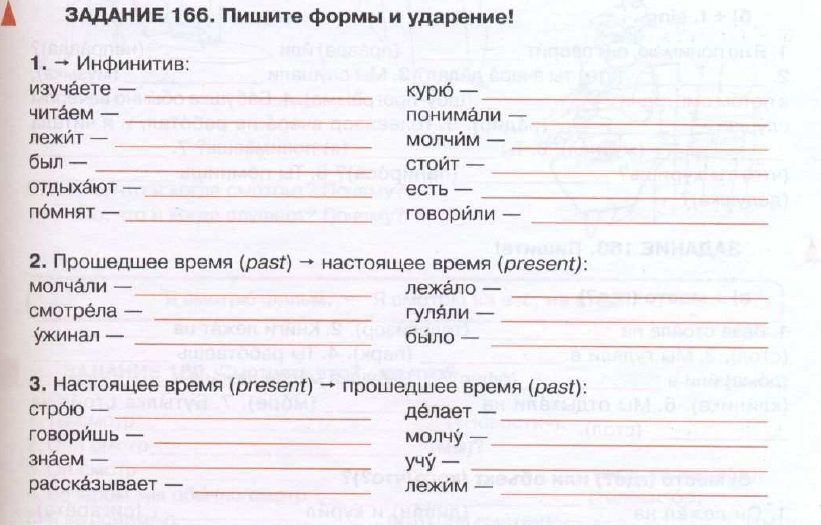 ЗАДАНИЕ 166. Пишите формы и ударение!
1. → Инфинитив:
изуча́ете —
чита́ем —
лежи́т —
был —
отдыха́ют —
по́мнят —
курю́ —
понима́ли —
молчи́м —
стои́т —
есть —
говори́ли —
2. Прошедшее время (past) → настоящее время (present):
молча́ли —
смотре́ла —
у́жинал —
лежа́ло —
гуля́ли —
бы́ло —
3. Настоящее время (present) → прошедшее время (past):
стро́ю —
говори́шь —
зна́ем —
расска́зывает —
де́лает —
молчу́ —
учу́ —
лежи́м —